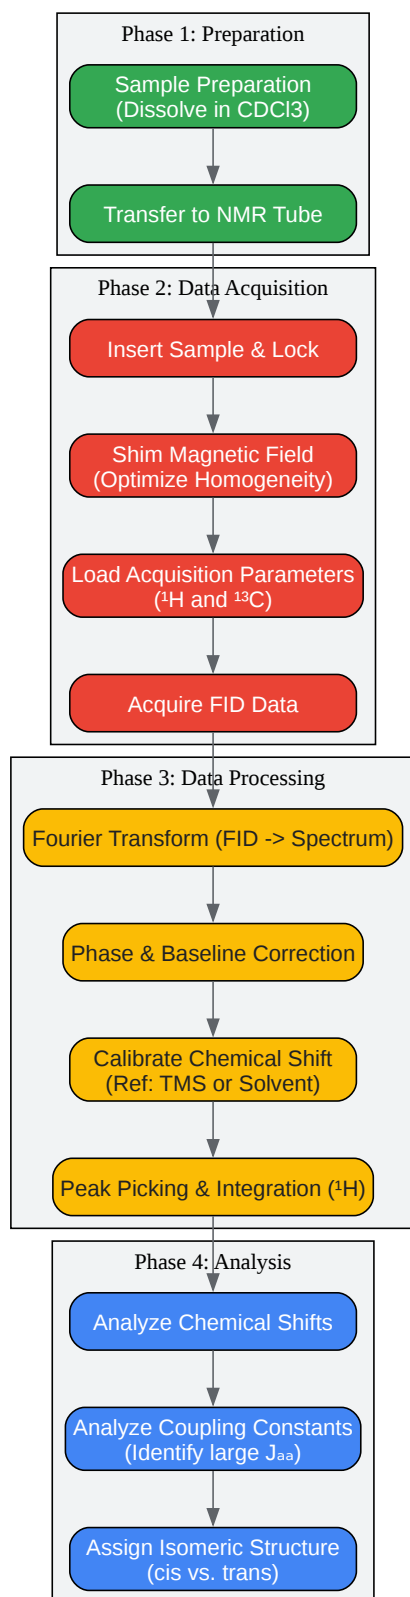 Phase 1: Preparation
Sample Preparation
(Dissolve in CDCl3)
Transfer to NMR Tube
Phase 2: Data Acquisition
Insert Sample & Lock
Shim Magnetic Field
(Optimize Homogeneity)
Load Acquisition Parameters
(¹H and ¹³C)
Acquire FID Data
Phase 3: Data Processing
Fourier Transform (FID -> Spectrum)
Phase & Baseline Correction
Calibrate Chemical Shift
(Ref: TMS or Solvent)
Peak Picking & Integration (¹H)
Phase 4: Analysis
Analyze Chemical Shifts
Analyze Coupling Constants
(Identify large Jₐₐ)
Assign Isomeric Structure
(cis vs. trans)